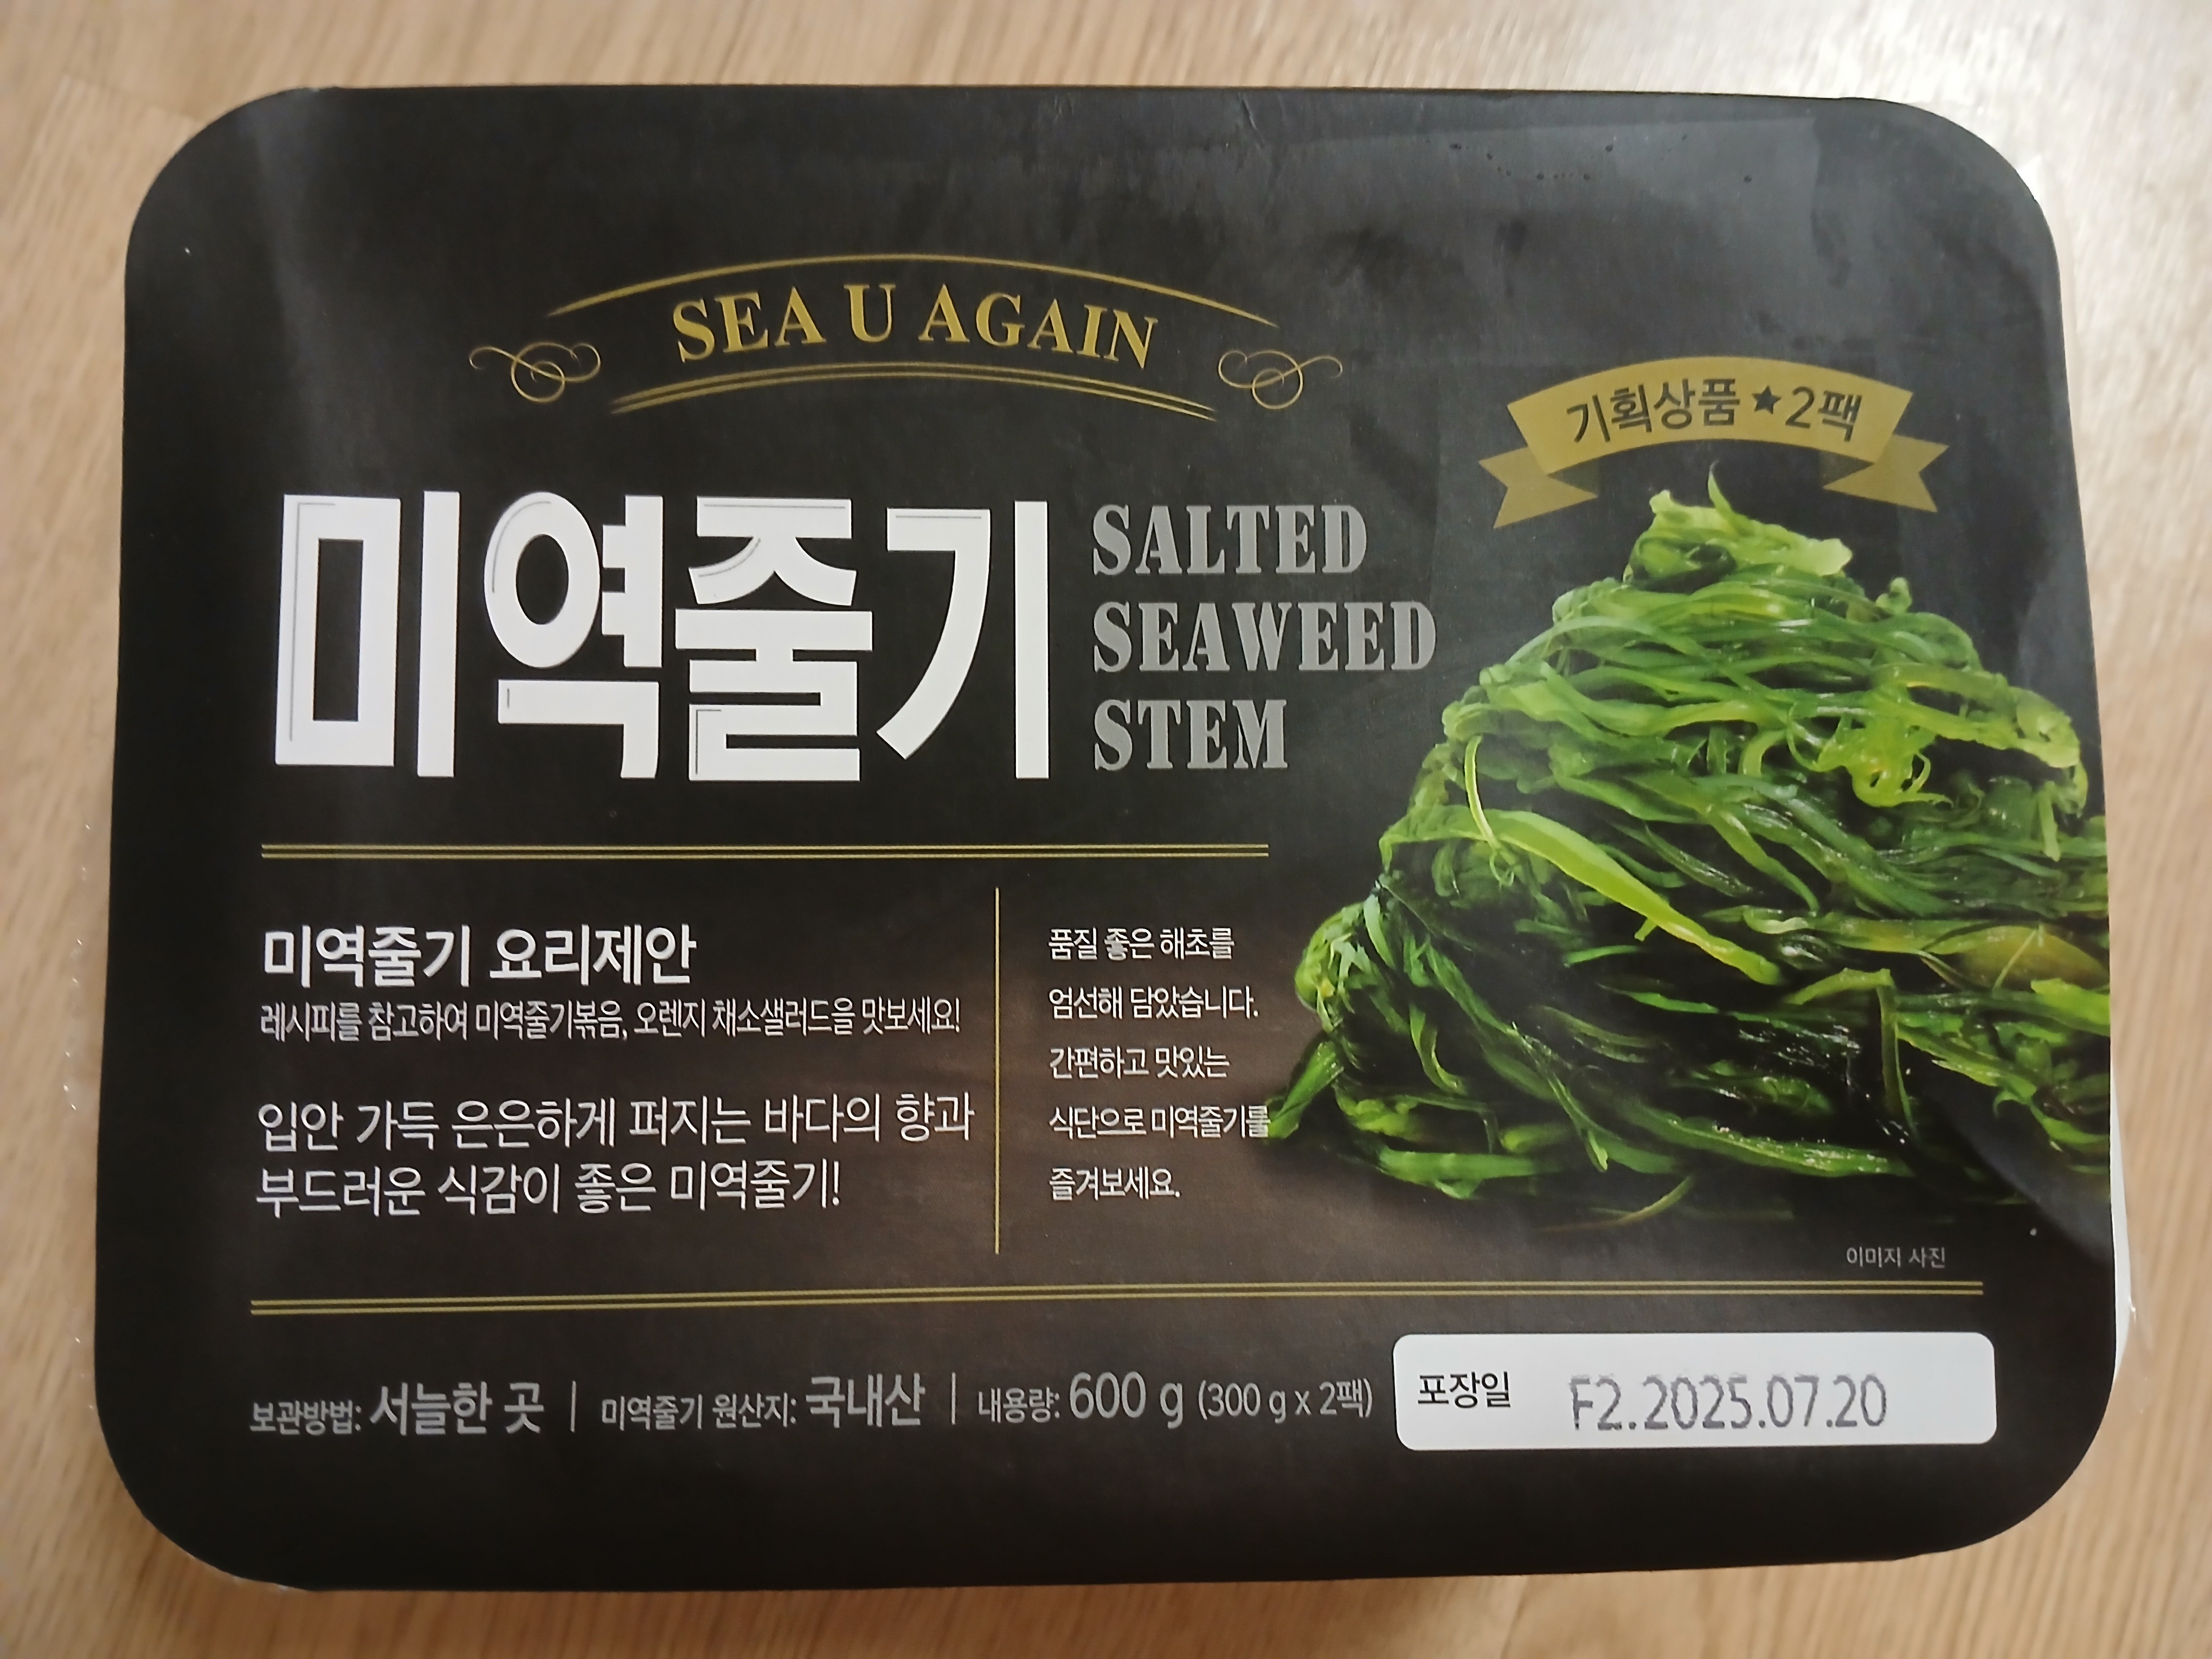 SEA U AGAIN
기획상품★2팩
미역줄기
SALTED
SEAWEED
STEM
미역줄기 요리제안
레시피를 참고하여 미역줄기볶음, 오렌지 채소샐러드을 맛보세요!
입안 가득 은은하게 퍼지는 바다의 향과
부드러운 식감이 좋은 미역줄기!
품질 좋은 해초를
엄선해 담았습니다.
간편하고 맛있는
식단으로 미역줄기를
즐겨보세요.
이미지 사진
보관방법: 서늘한 곳 | 미역줄기 원산지: 국내산 | 내용량: 600 g (300 g x 2팩)
포장일 F2.2025.07.20